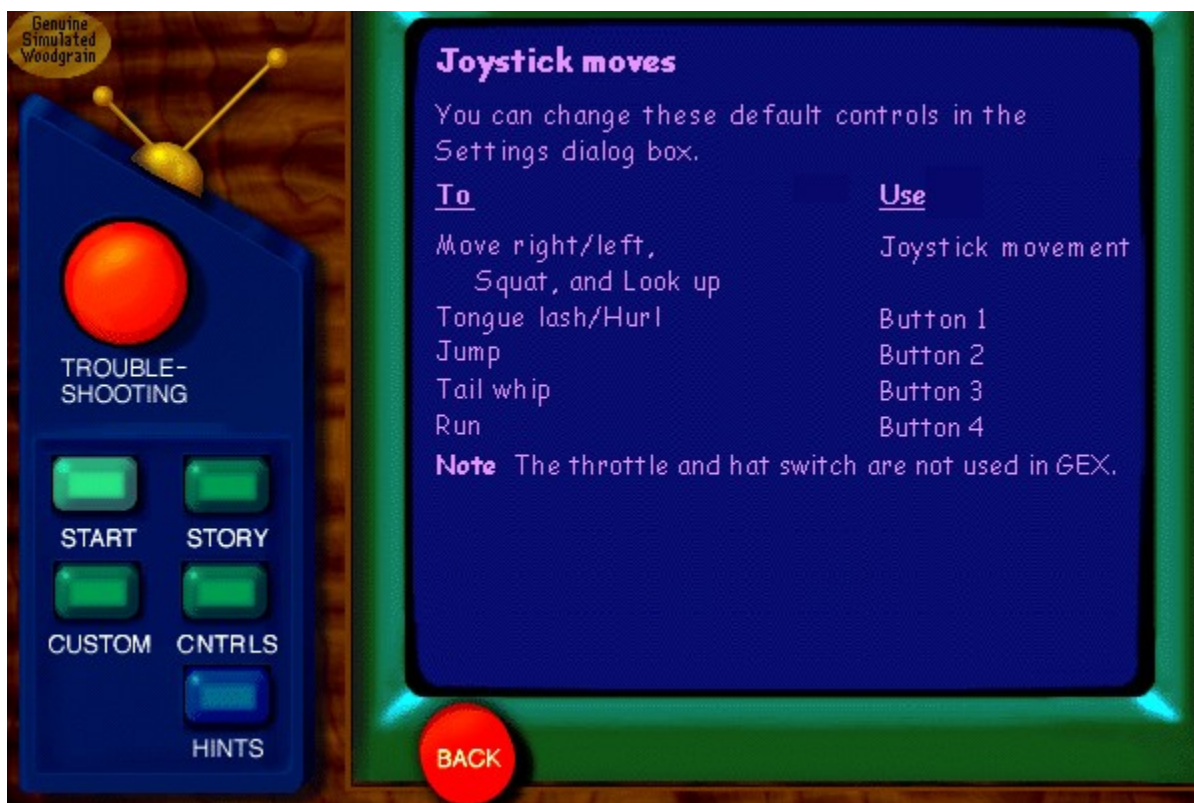 Genuine
Simulated
Woodgrain
TROUBLE-
SHOOTING
START STORY
CUSTOM CNTRLS
HINTS
Joystick moves
You can change these default controls in the
Settings dialog box.
To Use
Move right/left, Joystick movement
Squat, and Look up
Tongue lash/Hurl Button 1
Jump Button 2
Tail whip Button 3
Run Button 4
Note The throttle and hat switch are not used in GEX.
BACK